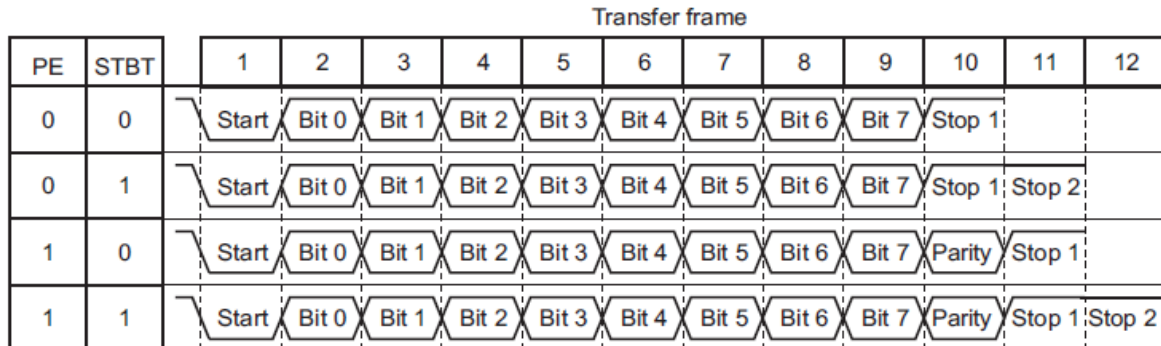 Transfer frame
PE STBT 1 2 3 4 5 6 7 8 9 10 11 12
0 0 Start Bit 0 Bit 1 Bit 2 Bit 3 Bit 4 Bit 5 Bit 6 Bit 7 Stop 1
0 1 Start Bit 0 Bit 1 Bit 2 Bit 3 Bit 4 Bit 5 Bit 6 Bit 7 Stop 1 Stop 2
1 0 Start Bit 0 Bit 1 Bit 2 Bit 3 Bit 4 Bit 5 Bit 6 Bit 7 Parity Stop 1
1 1 Start Bit 0 Bit 1 Bit 2 Bit 3 Bit 4 Bit 5 Bit 6 Bit 7 Parity Stop 1 Stop 2